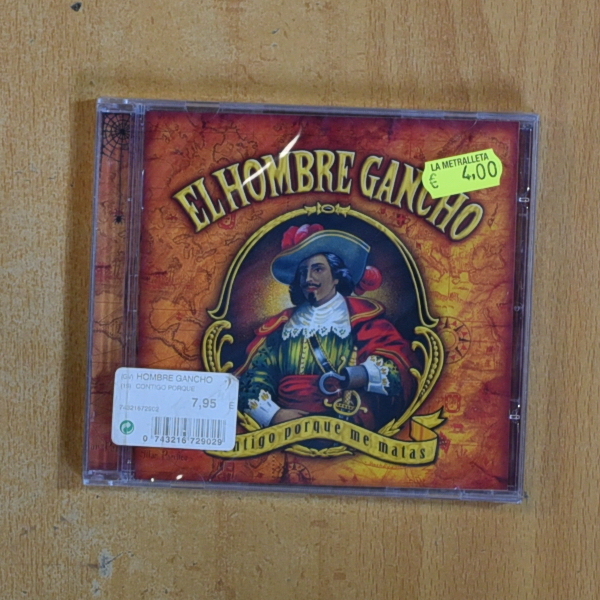 EL HOMBRE GANCHO
LA METRALLETA
€ 4,00
HOMBRE GANCHO
CONTIGO PORQUE
7,95 E
0 743216 729029
ntigo porque me matas